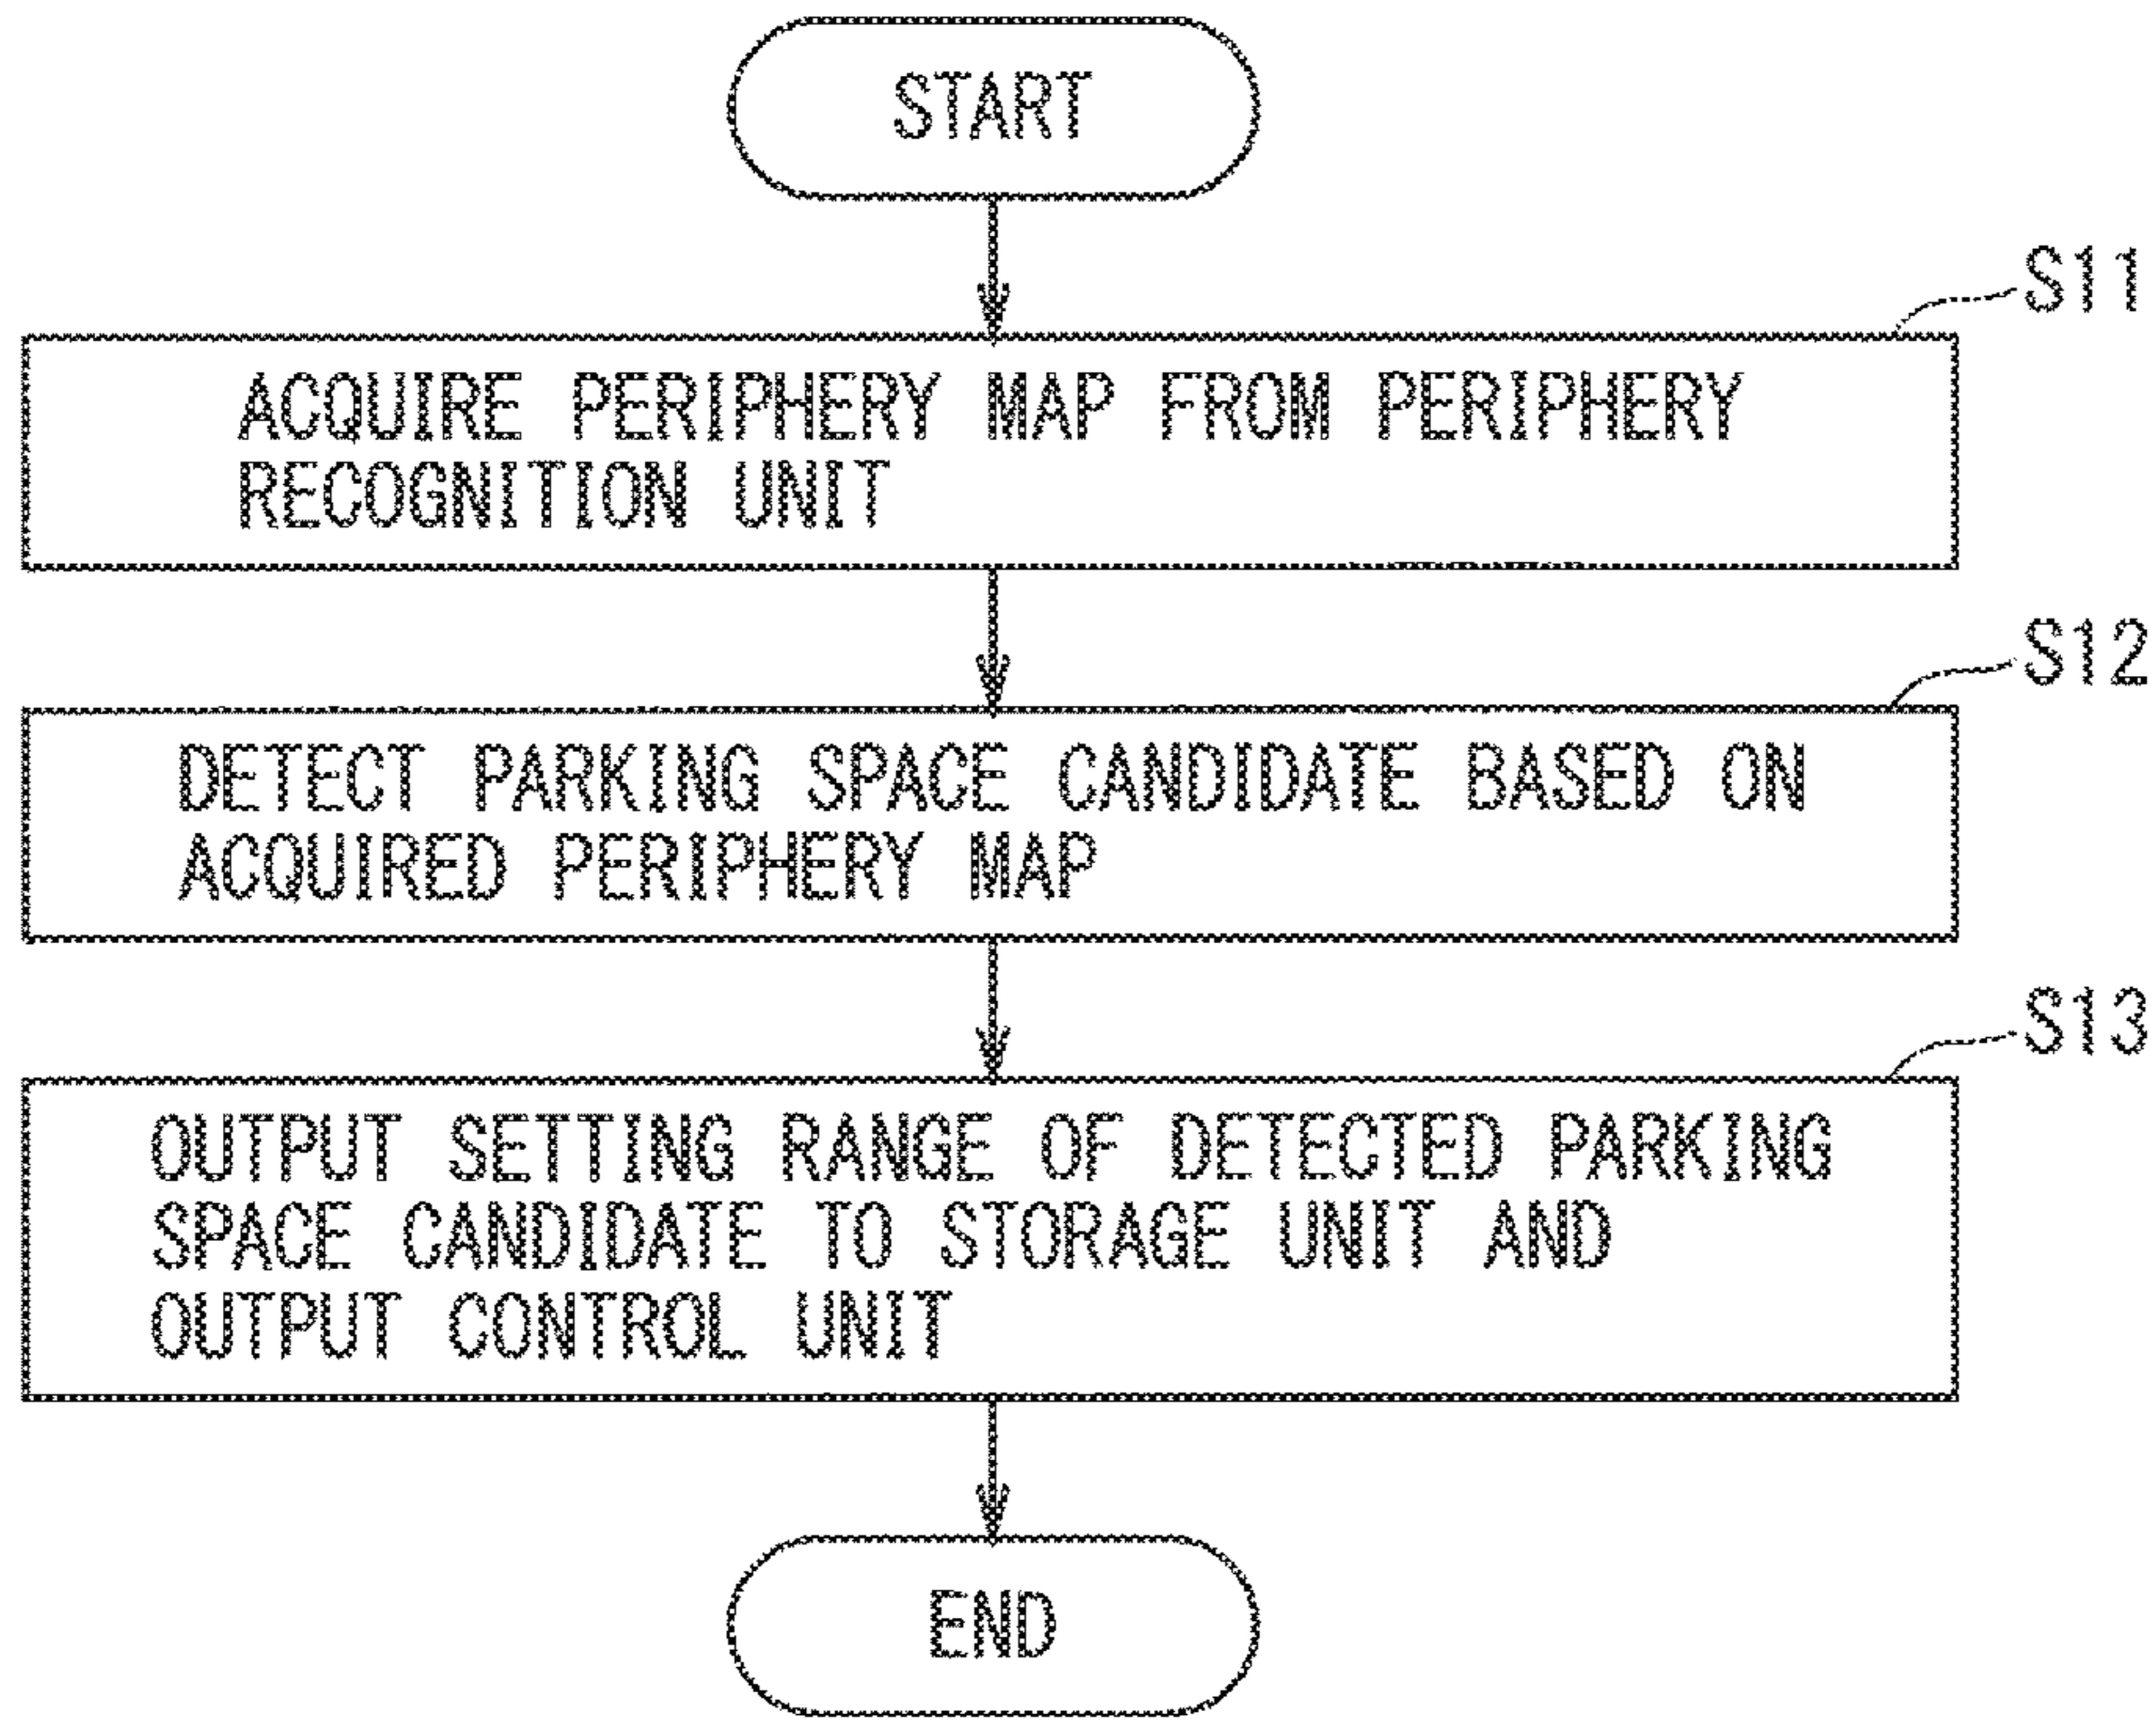 START
S11
ACQUIRE PERIPHERY MAP FROM PERIPHERY
RECOGNITION UNIT
S12
DETECT PARKING SPACE CANDIDATE BASED ON
ACQUIRED PERIPHERY MAP
S13
OUTPUT SETTING RANGE OF DETECTED PARKING
SPACE CANDIDATE TO STORAGE UNIT AND
OUTPUT CONTROL UNIT
END